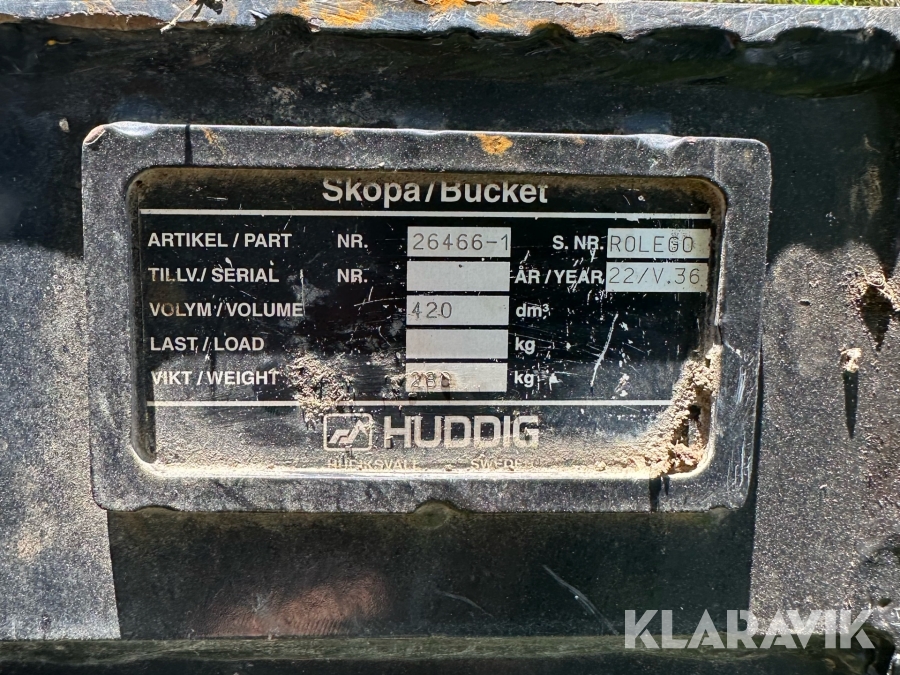 Skopa/Bucket
ARTIKEL / PART NR. 26466-1 S. NR. ROLEGO
TILLV./ SERIAL NR. ÅR / YEAR 22/V.36
VOLYM / VOLUME 420 dm³
LAST / LOAD kg
VIKT / WEIGHT kg
HUDDIG
KLARAVIK